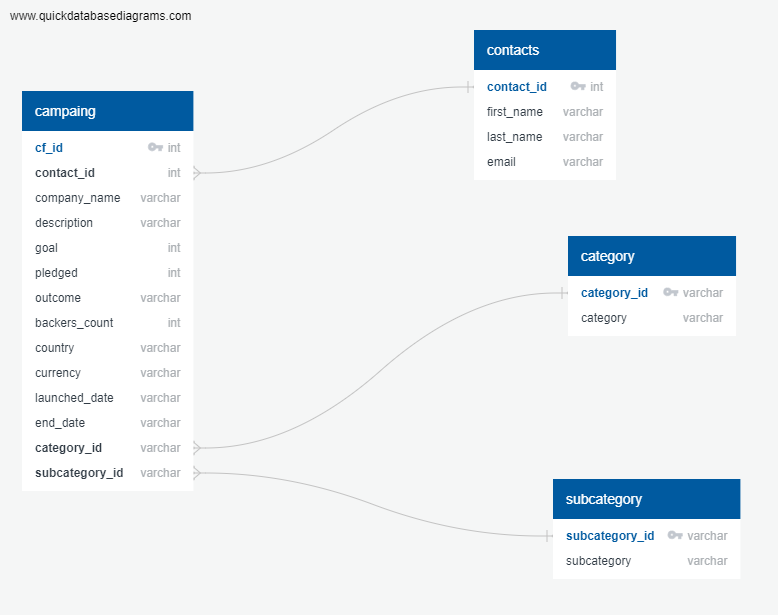 www.quickdatabasediagrams.com
campaing
cf_id int
contact_id int
company_name varchar
description varchar
goal int
pledged int
outcome varchar
backers_count int
country varchar
currency varchar
launched_date varchar
end_date varchar
category_id varchar
subcategory_id varchar
contacts
contact_id int
first_name varchar
last_name varchar
email varchar
category
category_id varchar
category varchar
subcategory
subcategory_id varchar
subcategory varchar